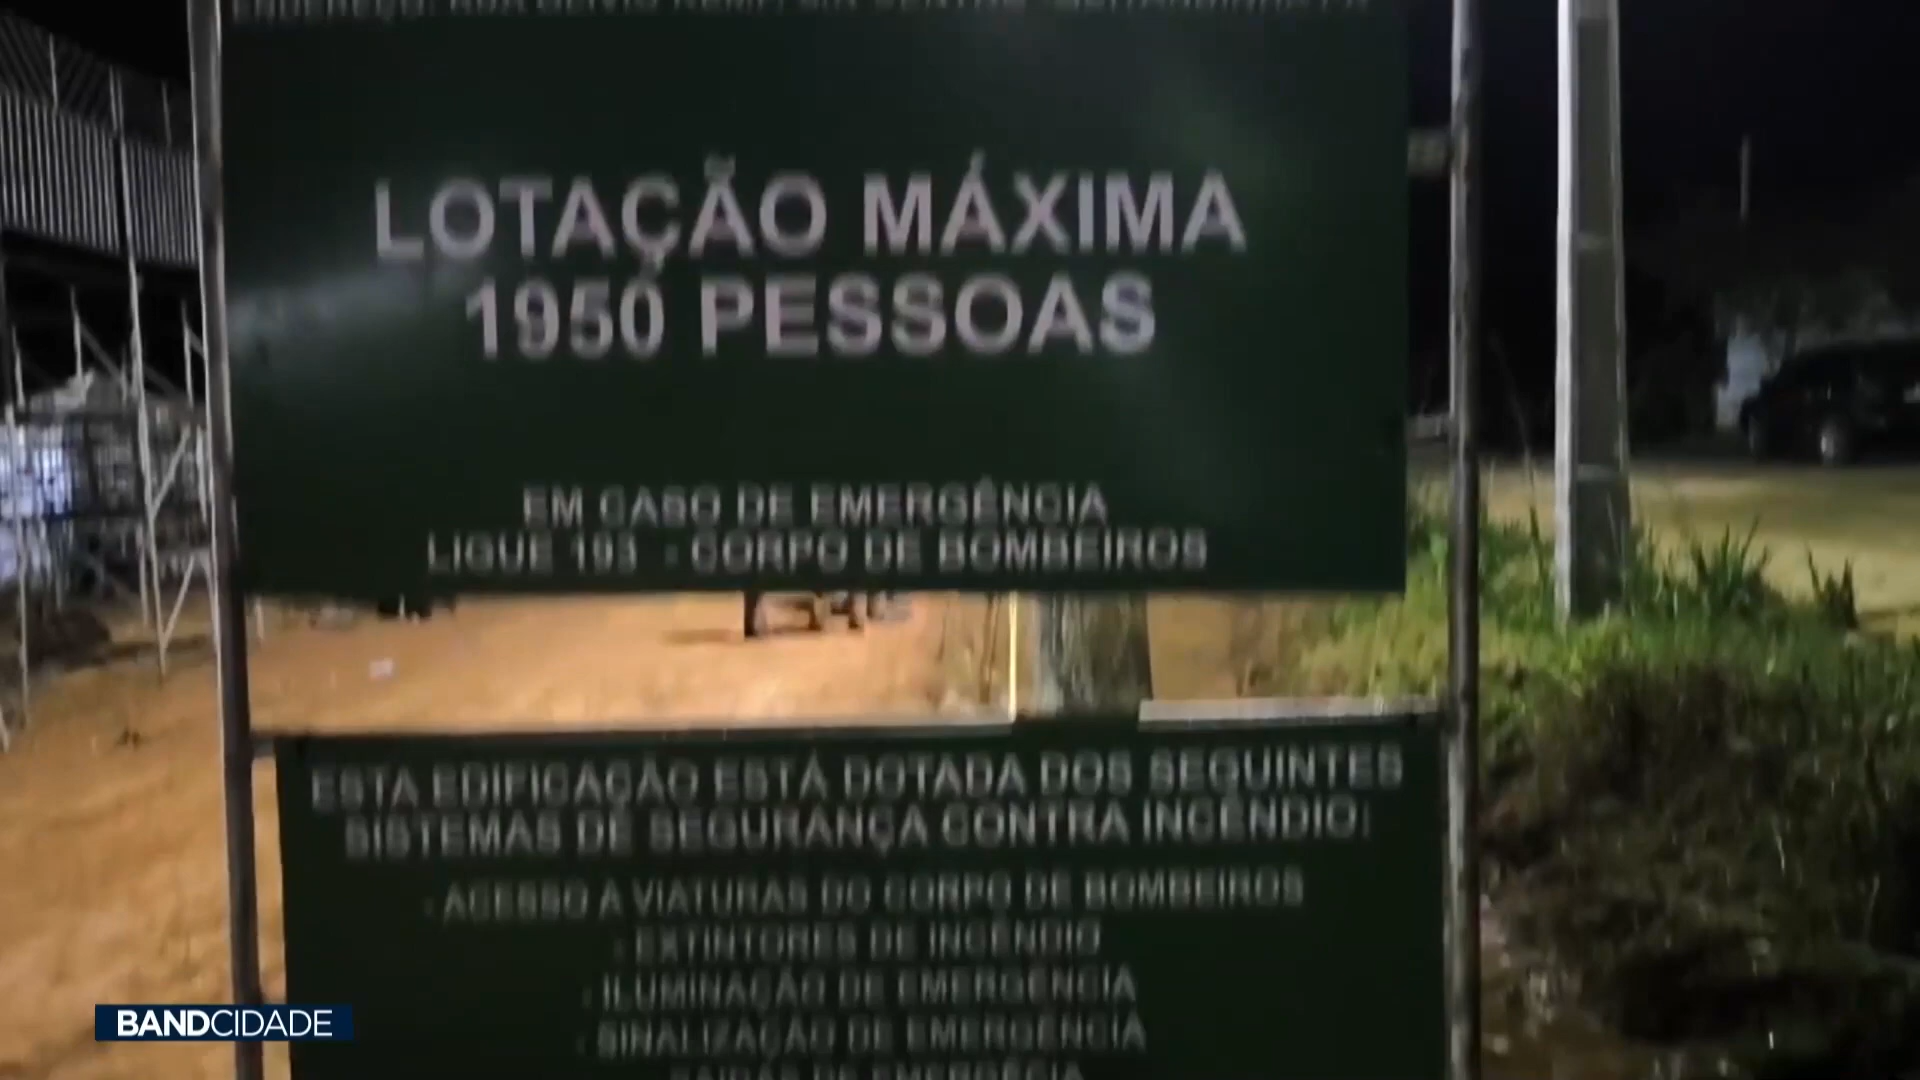 LOTAÇÃO MÁXIMA
1950 PESSOAS
EM CASO DE EMERGÊNCIA
LIGUE 193 - CORPO DE BOMBEIROS
ESTA EDIFICAÇÃO ESTÁ DOTADA DOS SEGUINTES
SISTEMAS DE SEGURANÇA CONTRA INCÊNDIO:
- ACESSO A VIATURAS DO CORPO DE BOMBEIROS
- EXTINTORES DE INCÊNDIO
- ILUMINAÇÃO DE EMERGÊNCIA
- SINALIZAÇÃO DE EMERGÊNCIA
BANDCIDADE